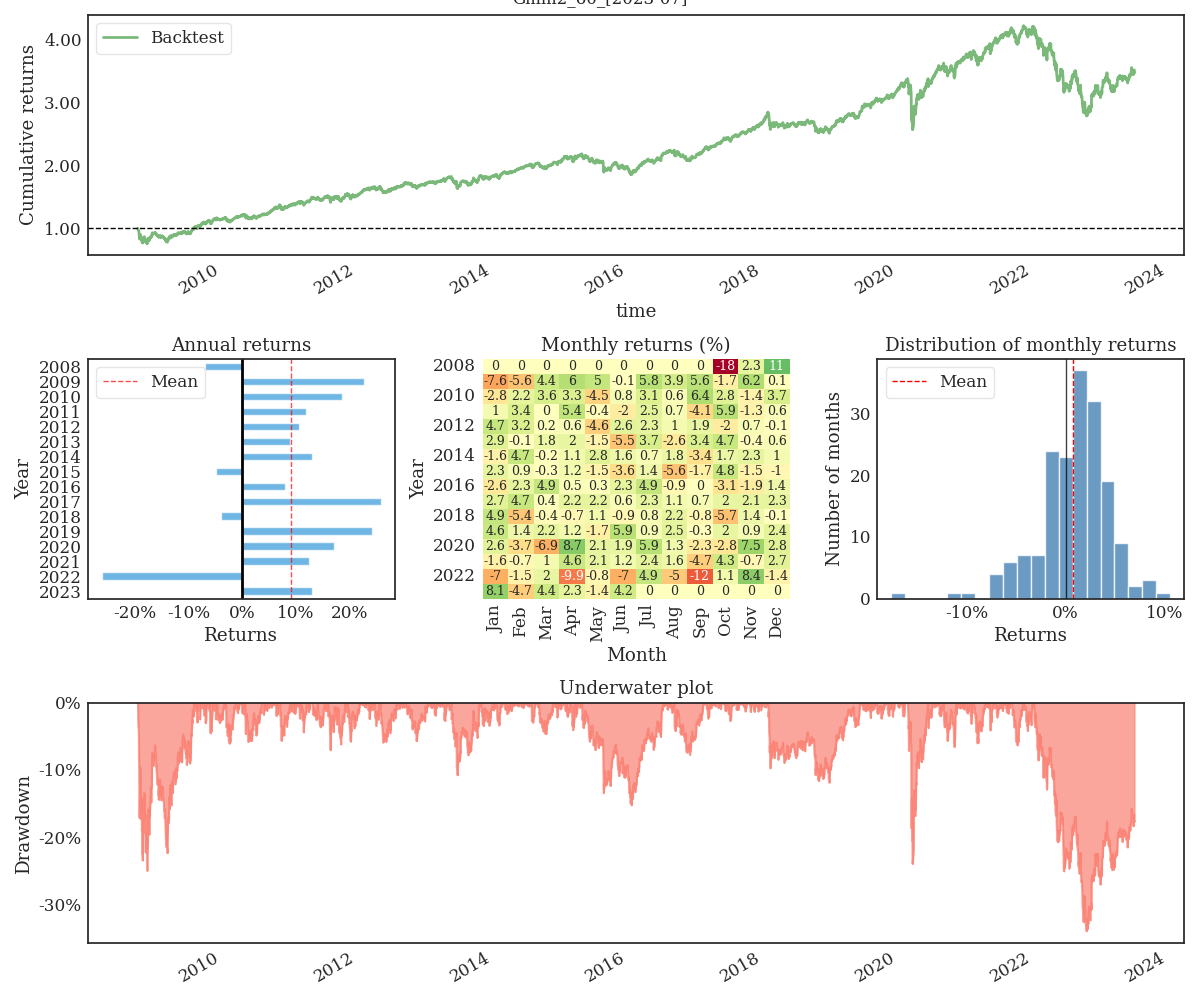 4.00
3.00
2.00
1.00
Cumulative returns
Backtest
2010 2012 2014 2016 2018 2020 2022 2024
time
Annual returns
Year
2008
2009
2010
2011
2012
2013
2014
2015
2016
2017
2018
2019
2020
2021
2022
2023
Mean
-20% -10% 0% 10% 20%
Returns
Monthly returns (%)
Year
2008 0 0 0 0 0 0 0 0 0 -18 2.3 11
-7.6 -5.6 4.4 6 5 -0.1 5.8 3.9 5.6 -1.7 6.2 0.1
2010 -2.8 2.2 3.6 3.3 -4.5 0.8 3.1 0.6 6.4 2.8 -1.4 3.7
1 3.4 0 5.4 -0.4 -2 2.5 0.7 -4.1 5.9 -1.3 0.6
2012 4.7 3.2 0.2 0.6 -4.6 2.6 2.3 1 1.9 -2 0.7 -0.1
2.9 -0.1 1.8 2 -1.5 -5.5 3.7 -2.6 3.4 4.7 -0.4 0.6
2014 -1.6 4.7 -0.2 1.1 2.8 1.6 0.7 1.8 -3.4 1.7 2.3 1
2.3 0.9 -0.3 1.2 -1.5 -3.6 1.4 -5.6 -1.7 4.8 -1.5 -1
2016 -2.6 2.3 4.9 0.5 0.3 2.3 4.9 -0.9 0 -3.1 -1.9 1.4
2.7 4.7 0.4 2.2 2.2 0.6 2.3 1.1 0.7 2 2.1 2.3
2018 4.9 -5.4 -0.4 -0.7 1.1 -0.9 0.8 2.2 -0.8 -5.7 1.4 -0.1
4.6 1.4 2.2 1.2 -1.7 5.9 0.9 2.5 -0.3 2 0.9 2.4
2020 2.6 -3.7 -6.9 8.7 2.1 1.9 5.9 1.3 -2.3 -2.8 7.5 2.8
-1.6 -0.7 1 4.6 2.1 1.2 2.4 1.6 -4.7 4.3 -0.7 2.7
2022 -7 -1.5 2 -9.9 -0.8 -7 4.9 -5 -12 1.1 8.4 -1.4
8.1 -4.7 4.4 2.3 -1.4 4.2 0 0 0 0 0 0
Jan Feb Mar Apr May Jun Jul Aug Sep Oct Nov Dec
Month
Distribution of monthly returns
Number of months
Mean
30
20
10
0
-10% 0% 10%
Returns
Underwater plot
Drawdown
0%
-10%
-20%
-30%
2010 2012 2014 2016 2018 2020 2022 2024